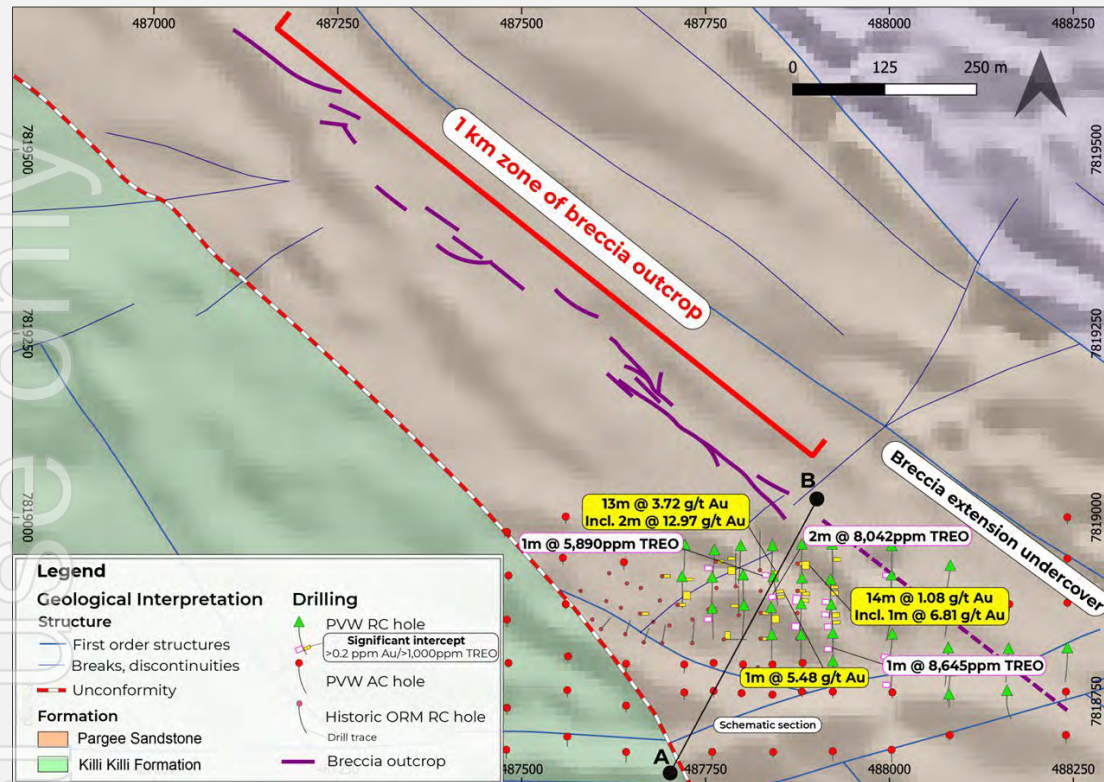 487000
487250
487500
487750
488000
488250
0
125
250 m
7819500
7819500
1 km zone of breccia outcrop
7819250
7819250
use only
B
Breccia extension undercover
7819000
7819000
13m @ 3.72 g/t Au
Incl. 2m @ 12.97 g/t Au
1m @ 5,890ppm TREO
2m @ 8,042ppm TREO
14m @ 1.08 g/t Au
Incl. 1m @ 6.81 g/t Au
1m @ 8,645ppm TREO
1m @ 5.48 g/t Au
7818750
Schematic section
A
Legend
Geological Interpretation
Structure
First order structures
Breaks, discontinuities
Unconformity
Formation
Pargee Sandstone
Killi Killi Formation
Drilling
PVW RC hole
Significant intercept
>0.2 ppm Au/>1,000ppm TREO
PVW AC hole
Historic ORM RC hole
Drill trace
Breccia outcrop
487500
487750
488000
488250